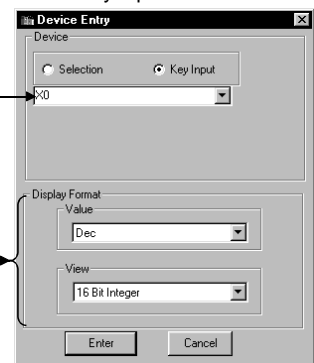 Device Entry
Device
Selection
Key Input
X0
Display Format
Value
Dec
View
16 Bit Integer
Enter
Cancel